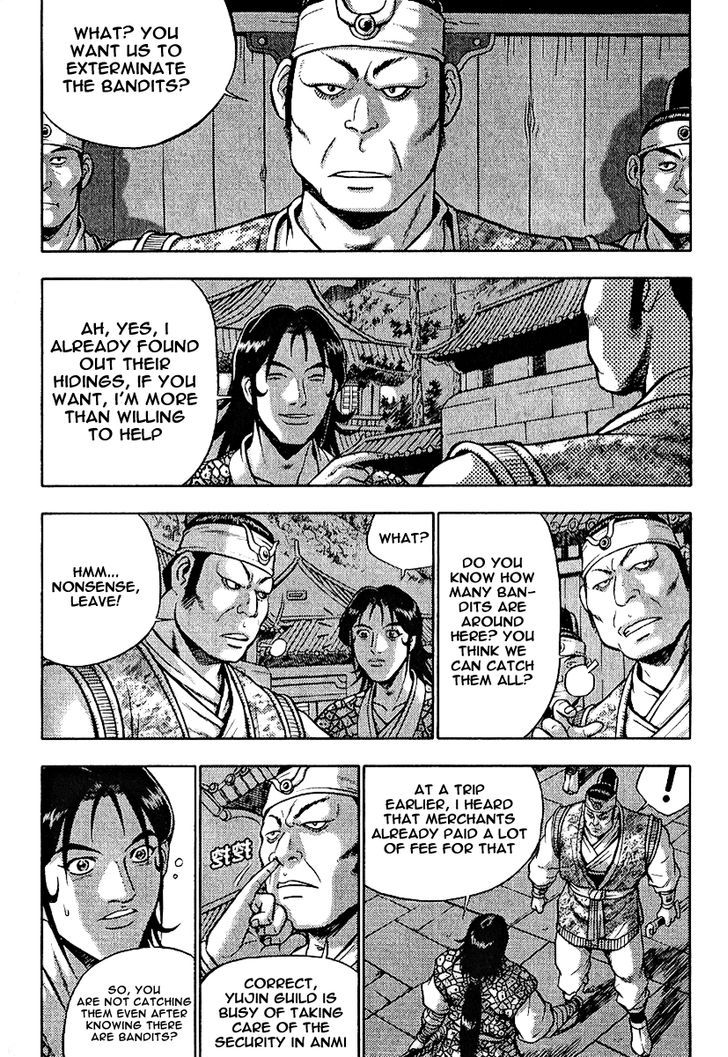 WHAT? YOU
WANT US TO
EXTERMINATE
THE BANDITS?
AH, YES, I
ALREADY FOUND
OUT THEIR
HIDINGS, IF YOU
WANT, I'M MORE
THAN WILLING
TO HELP
DO YOU
KNOW HOW
MANY BAN-
DITS ARE
AROUND
HERE? YOU
THINK WE
CAN CATCH
THEM ALL?
WHAT?
HMM...
NONSENSE,
LEAVE!
!
AT A TRIP
EARLIER, I HEARD
THAT MERCHANTS
ALREADY PAID A LOT
OF FEE FOR THAT
CORRECT,
YUJIN GUILD IS
BUSY OF TAKING
CARE OF THE
SECURITY IN ANMI
SO, YOU
ARE NOT CATCHING
THEM EVEN AFTER
KNOWING THERE
ARE BANDITS?